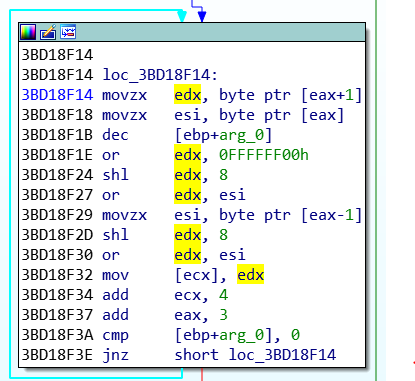 3BD18F14
3BD18F14 loc_3BD18F14:
3BD18F14 movzx edx, byte ptr [eax+1]
3BD18F18 movzx esi, byte ptr [eax]
3BD18F1B dec [ebp+arg_0]
3BD18F1E or edx, 0FFFFFF00h
3BD18F24 shl edx, 8
3BD18F27 or edx, esi
3BD18F29 movzx esi, byte ptr [eax-1]
3BD18F2D shl edx, 8
3BD18F30 or edx, esi
3BD18F32 mov [ecx], edx
3BD18F34 add ecx, 4
3BD18F37 add eax, 3
3BD18F3A cmp [ebp+arg_0], 0
3BD18F3E jnz short loc_3BD18F14